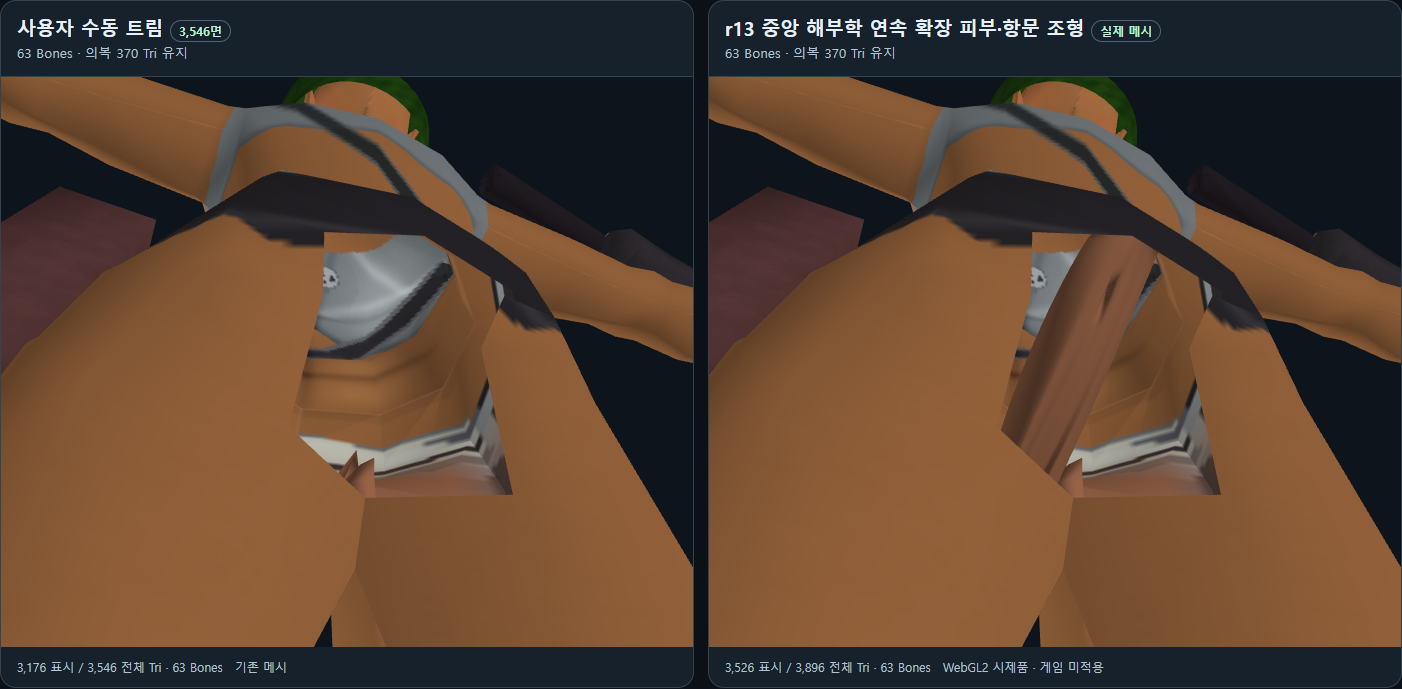 사용자 수동 트림 3,546면
63 Bones · 의복 370 Tri 유지
3,176 표시 / 3,546 전체 Tri · 63 Bones 기존 메시
r13 중앙 해부학 연속 확장 피부·항문 조형 실제 메시
63 Bones · 의복 370 Tri 유지
3,526 표시 / 3,896 전체 Tri · 63 Bones WebGL2 시제품 · 게임 미적용